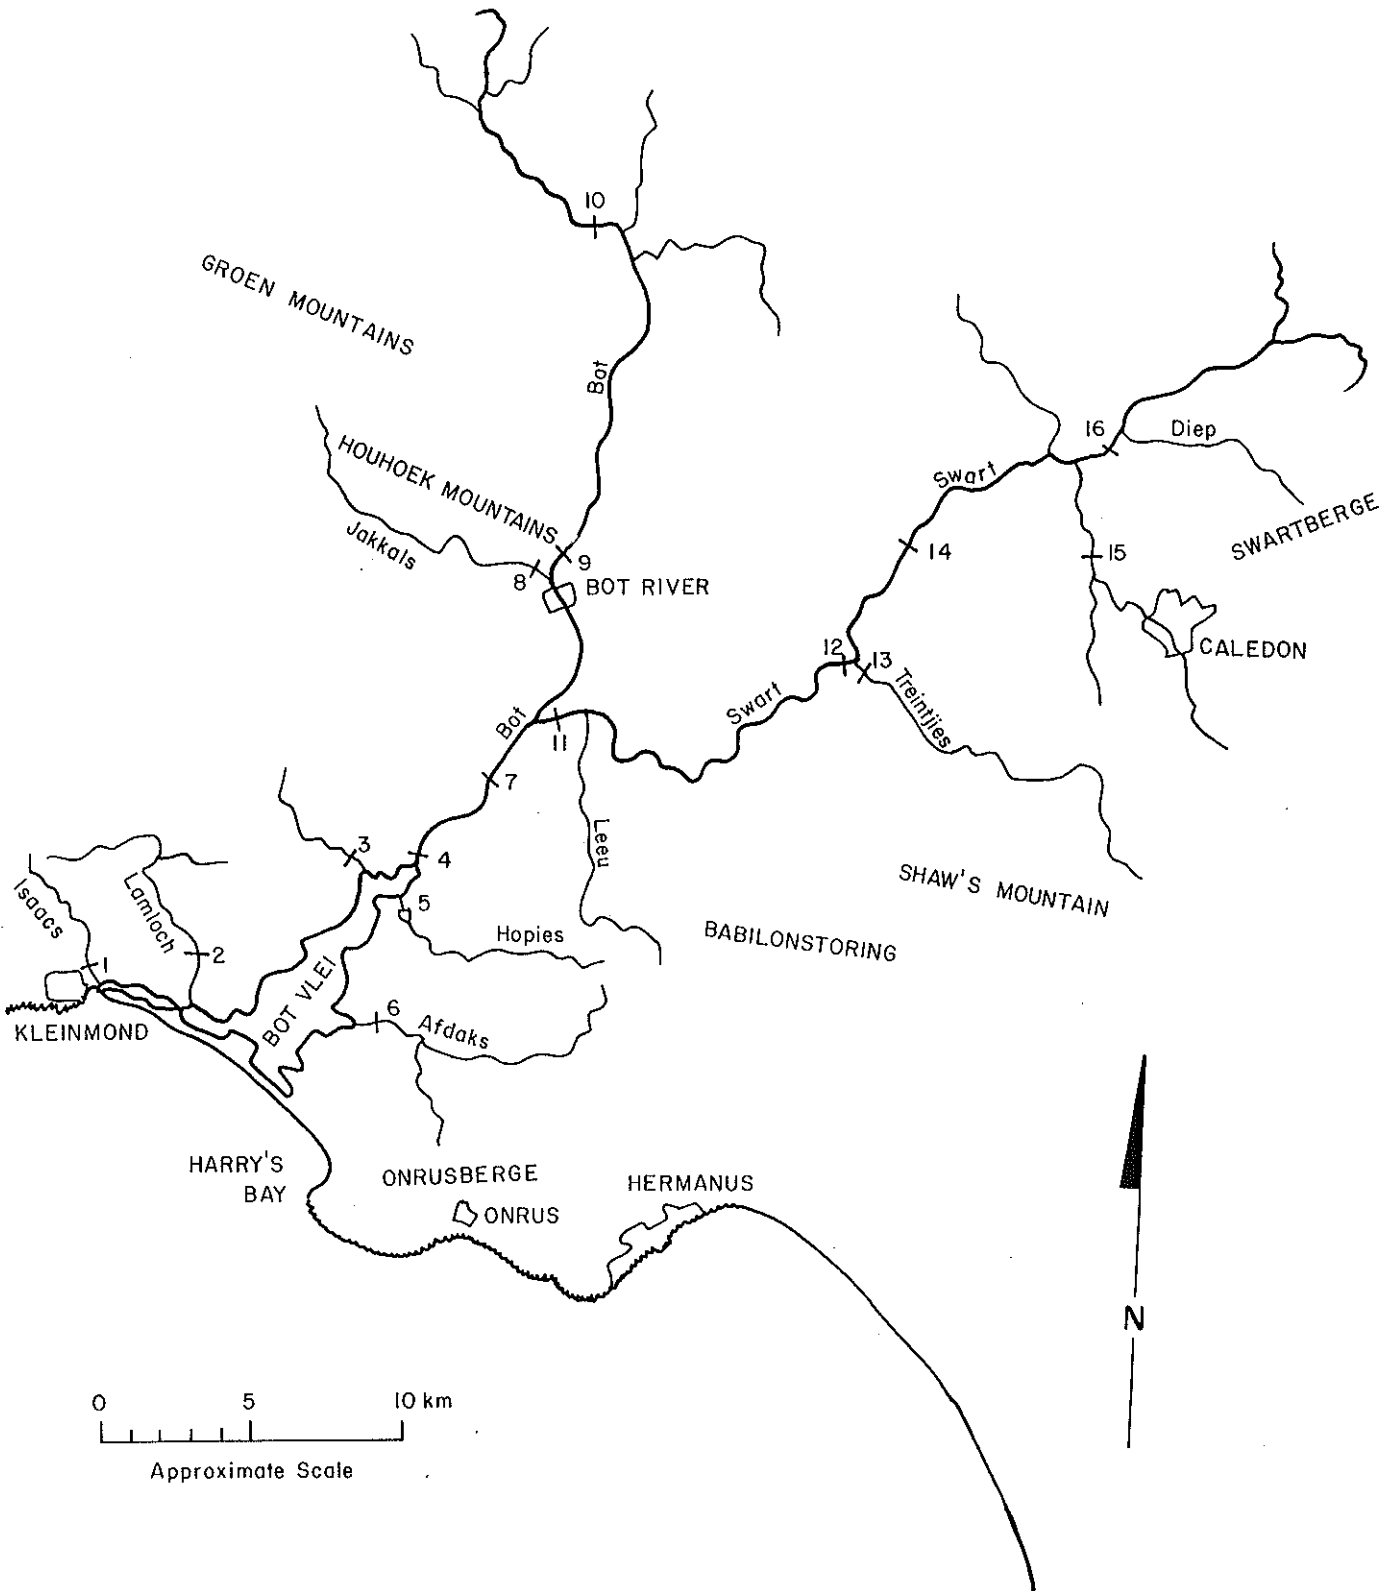 10
GROEN MOUNTAINS
Bot
HOUHOEK MOUNTAINS
Jakkals
8
9
BOT RIVER
16
Diep
Swart
SWARTBERGE
14
15
12
13
CALEDON
Treintjies
Swart
Bot
11
7
Leeu
3
4
SHAW'S MOUNTAIN
Isaacs
Lamloch
5
Hopies
BABILONSTORING
1
2
BOT VLEI
6
Afdaks
KLEINMOND
HARRY'S
BAY
ONRUSBERGE
ONRUS
HERMANUS
N
0 5 10 km
Approximate Scale